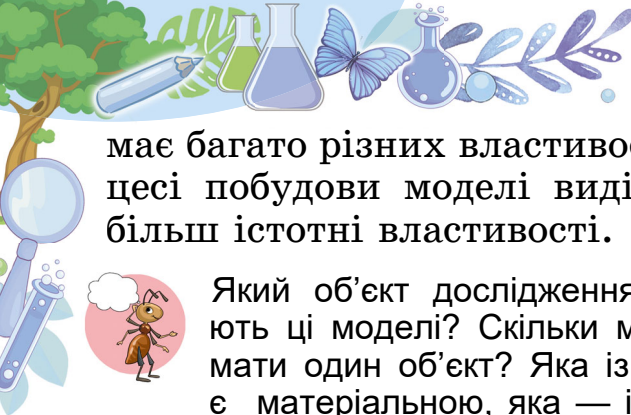 має багато різних властивос
цесі побудови моделі виді
більш істотні властивості.
Який об’єкт дослідження
ють ці моделі? Скільки м
мати один об’єкт? Яка із
є матеріальною, яка — і